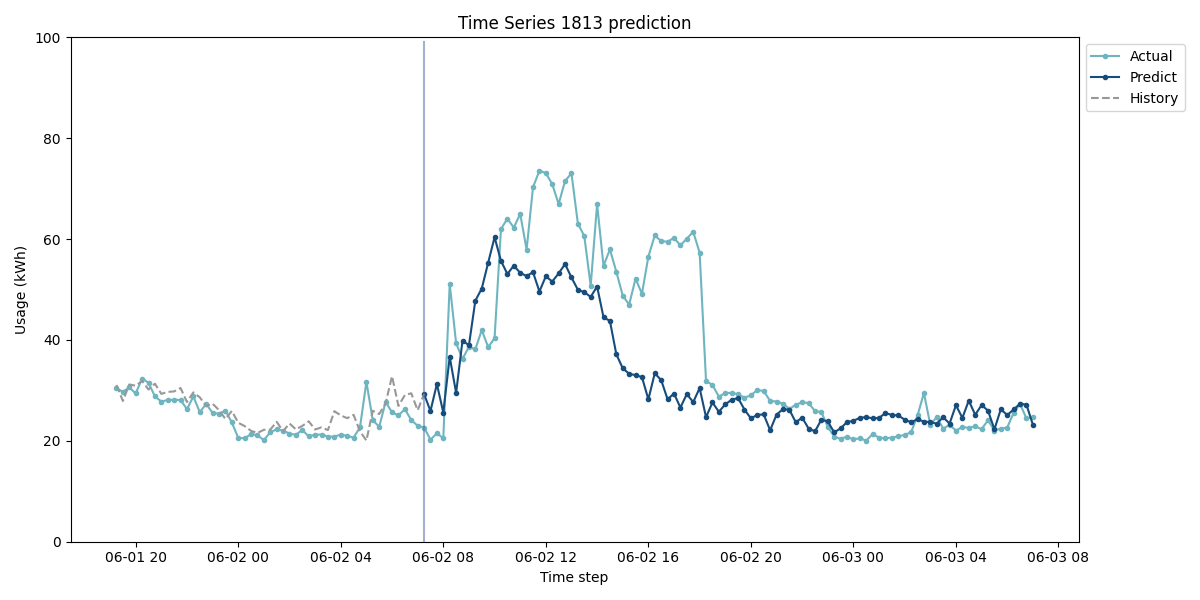 Time Series 1813 prediction
100
80
60
40
20
0
Usage (kWh)
06-01 20
06-02 00
06-02 04
06-02 08
06-02 12
06-02 16
06-02 20
06-03 00
06-03 04
06-03 08
Time step
Actual
Predict
History